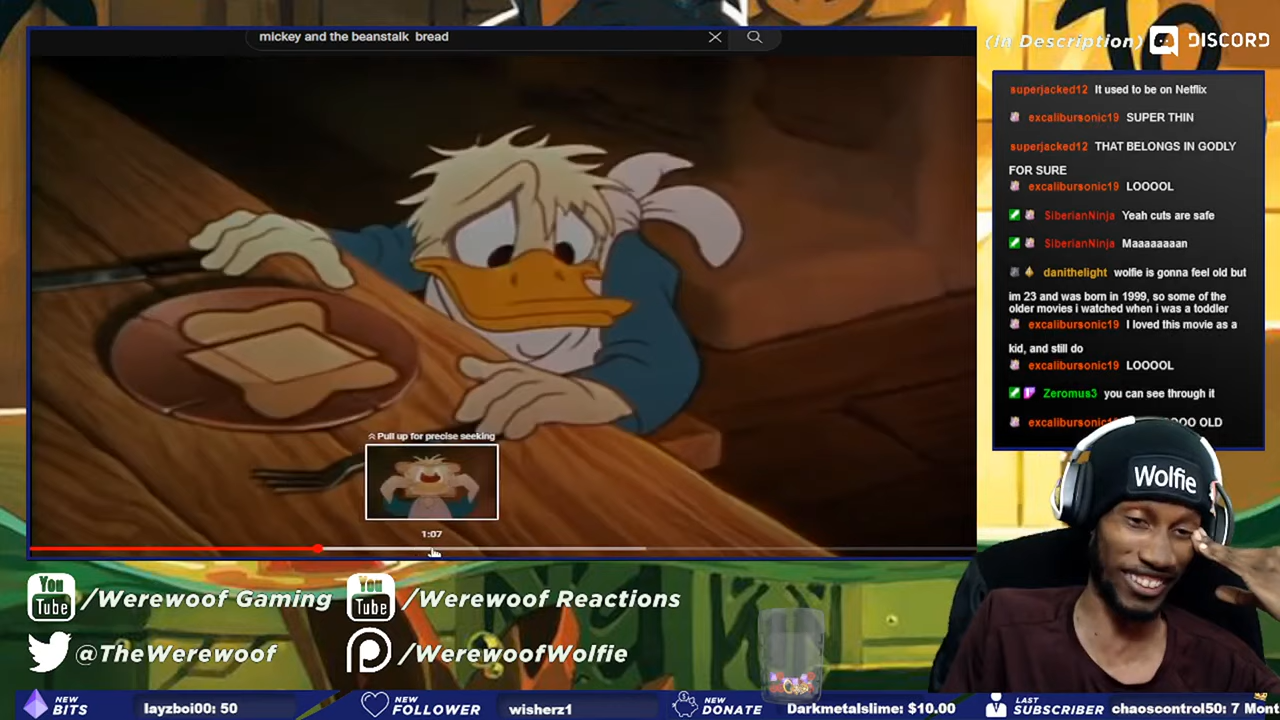 mickey and the beanstalk bread
(In Description) DISCORD
superjacked12 It used to be on Netflix
excalibursonic19 SUPER THIN
superjacked12 THAT BELONGS IN GODLY
FOR SURE
excalibursonic19 LOOOOL
SiberianNinja Yeah cuts are safe
SiberianNinja Maaaaaaaan
danithelight wolfie is gonna feel old but
im 23 and was born in 1999, so some of the
older movies i watched when i was a toddler
excalibursonic19 I loved this movie as a
kid, and still do
excalibursonic19 LOOOOL
Zeromus3 you can see through it
OLD
Pull up for precise seeking
1:07
Wolfie
You Tube /Werewoof Gaming
You Tube /Werewoof Reactions
@TheWerewoof
/WerewoofWolfie
NEW BITS layzboi00: 50
NEW FOLLOWER wisherz1
NEW DONATE Darkmetalslime: $10.00
LAST SUBSCRIBER chaoscontrol50: 7 Mont